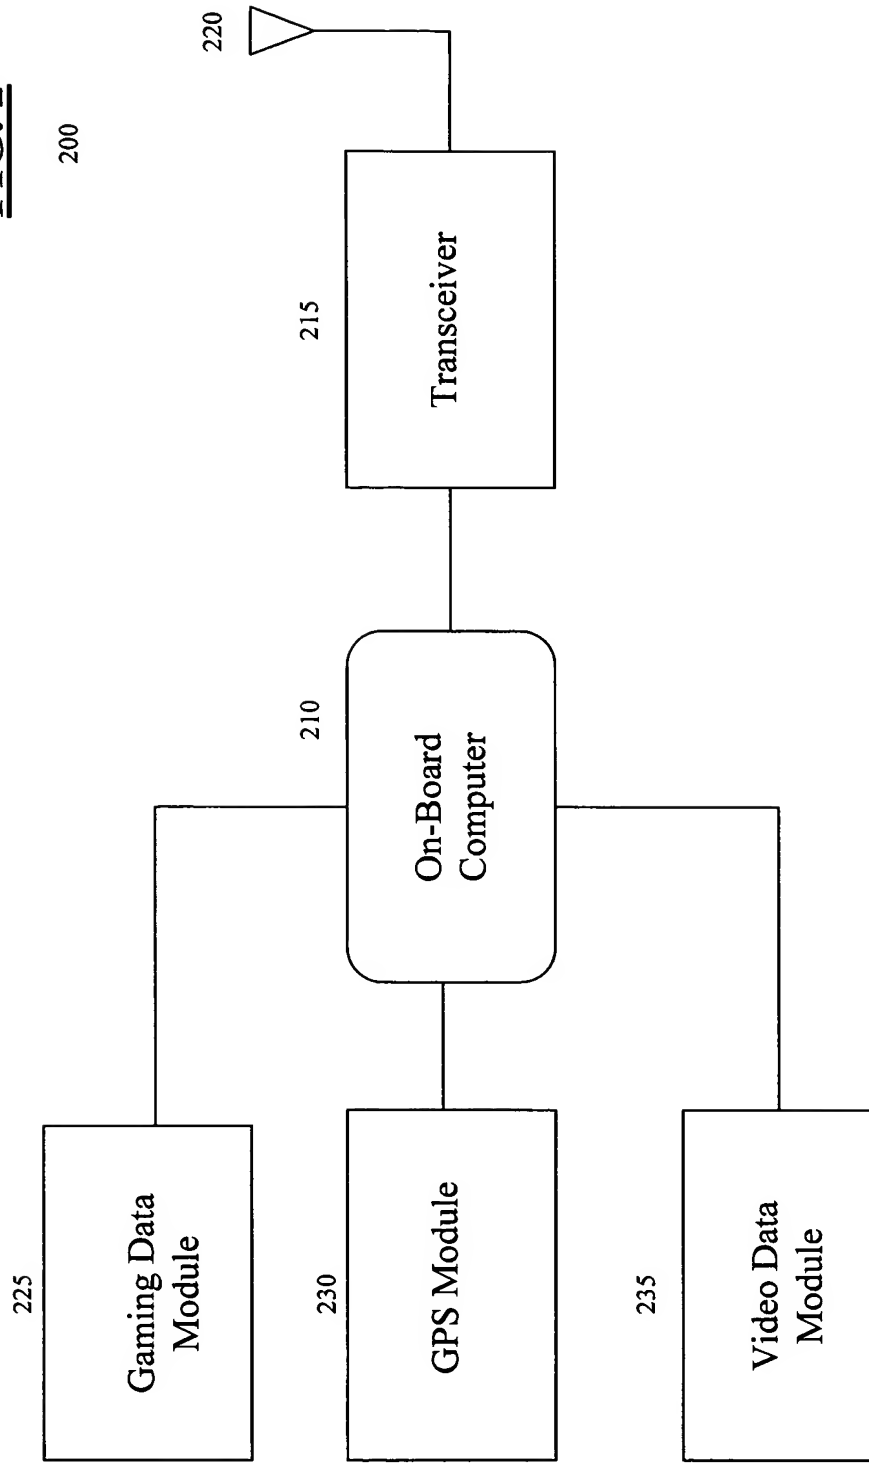 200
220
215
Transceiver
210
On-Board
Computer
225
Gaming Data
Module
230
GPS Module
235
Video Data
Module